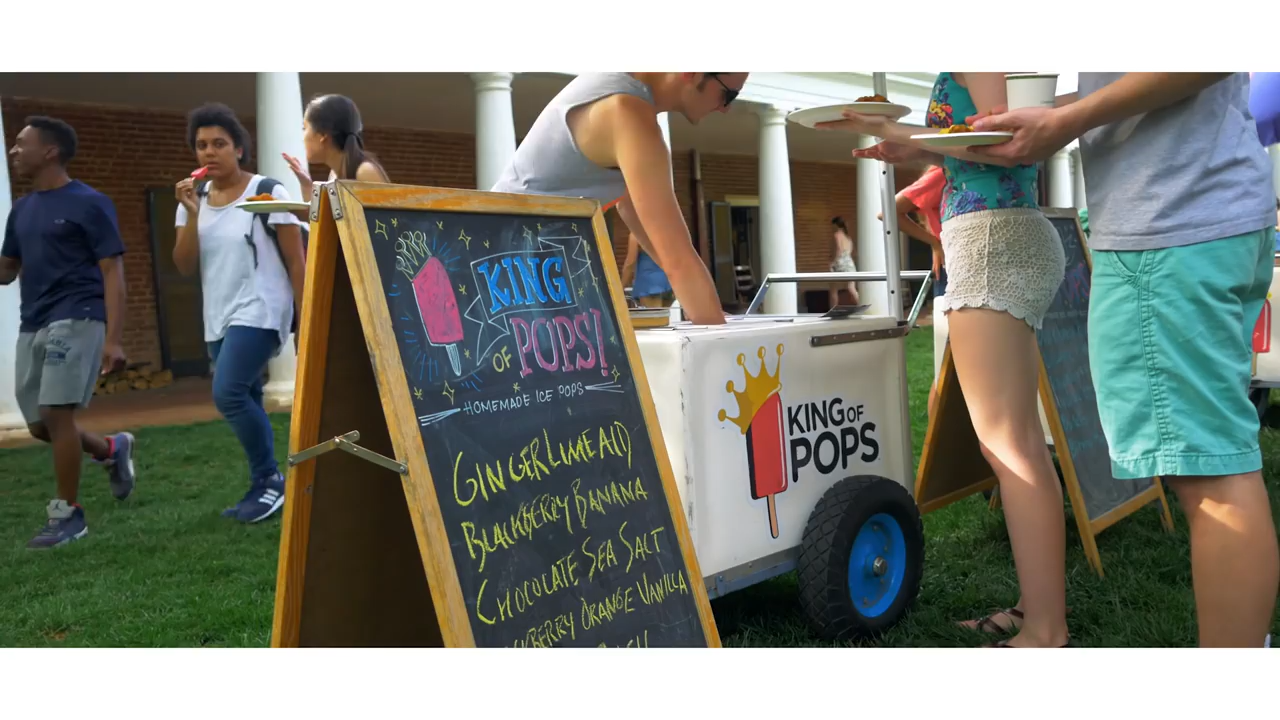 KING
OF POPS!
HOMEMADE ICE POPS
GINGER LIMEAID
BLACKBERRY BANANA
CHOCOLATE SEA SALT
ORANGE VANILLA
KING OF
POPS